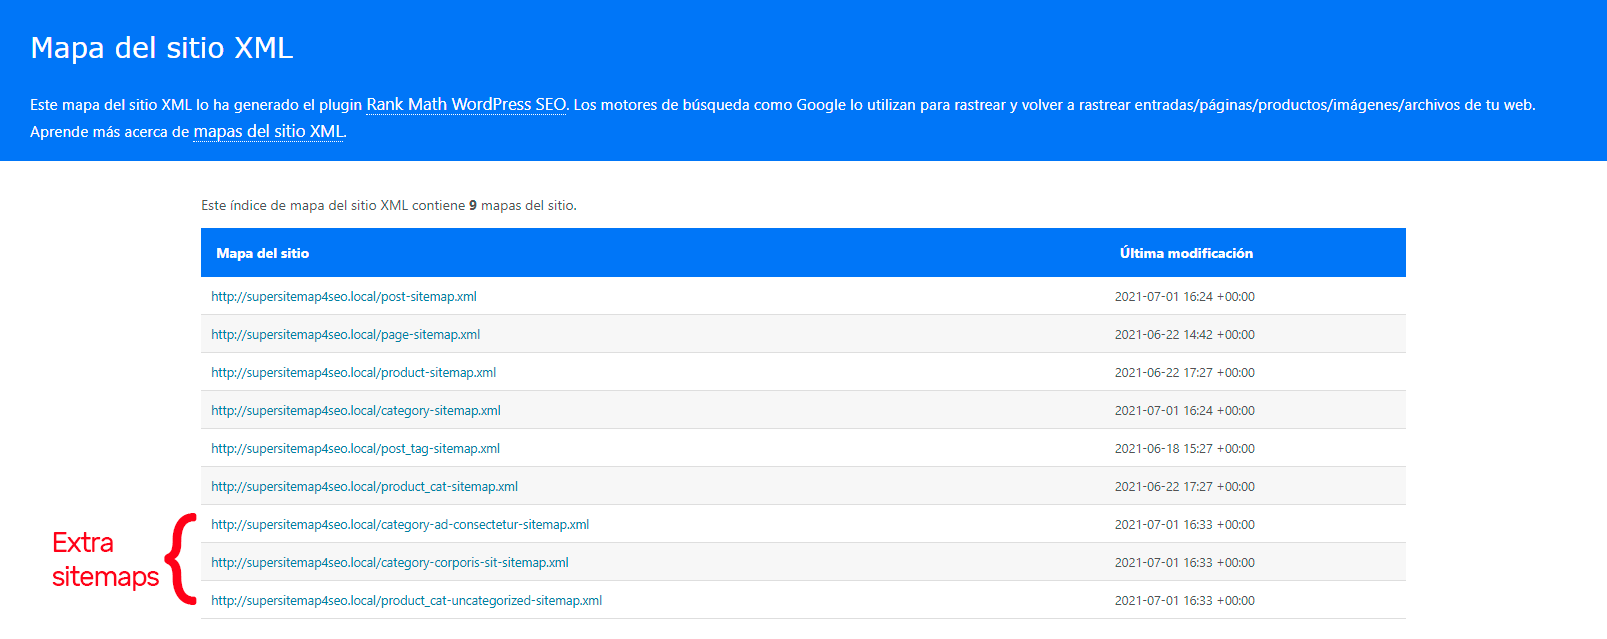 Mapa del sitio XML
Este mapa del sitio XML lo ha generado el plugin Rank Math WordPress SEO. Los motores de búsqueda como Google lo utilizan para rastrear y volver a rastrear entradas/páginas/productos/imágenes/archivos de tu web.
Aprende más acerca de mapas del sitio XML.
Este índice de mapa del sitio XML contiene 9 mapas del sitio.
Mapa del sitio Última modificación
http://supersitemap4seo.local/post-sitemap.xml 2021-07-01 16:24 +00:00
http://supersitemap4seo.local/page-sitemap.xml 2021-06-22 14:42 +00:00
http://supersitemap4seo.local/product-sitemap.xml 2021-06-22 17:27 +00:00
http://supersitemap4seo.local/category-sitemap.xml 2021-07-01 16:24 +00:00
http://supersitemap4seo.local/post_tag-sitemap.xml 2021-06-18 15:27 +00:00
http://supersitemap4seo.local/product_cat-sitemap.xml 2021-06-22 17:27 +00:00
http://supersitemap4seo.local/category-ad-consectetur-sitemap.xml 2021-07-01 16:33 +00:00
http://supersitemap4seo.local/category-corporis-sit-sitemap.xml 2021-07-01 16:33 +00:00
http://supersitemap4seo.local/product_cat-uncategorized-sitemap.xml 2021-07-01 16:33 +00:00
Extra
sitemaps